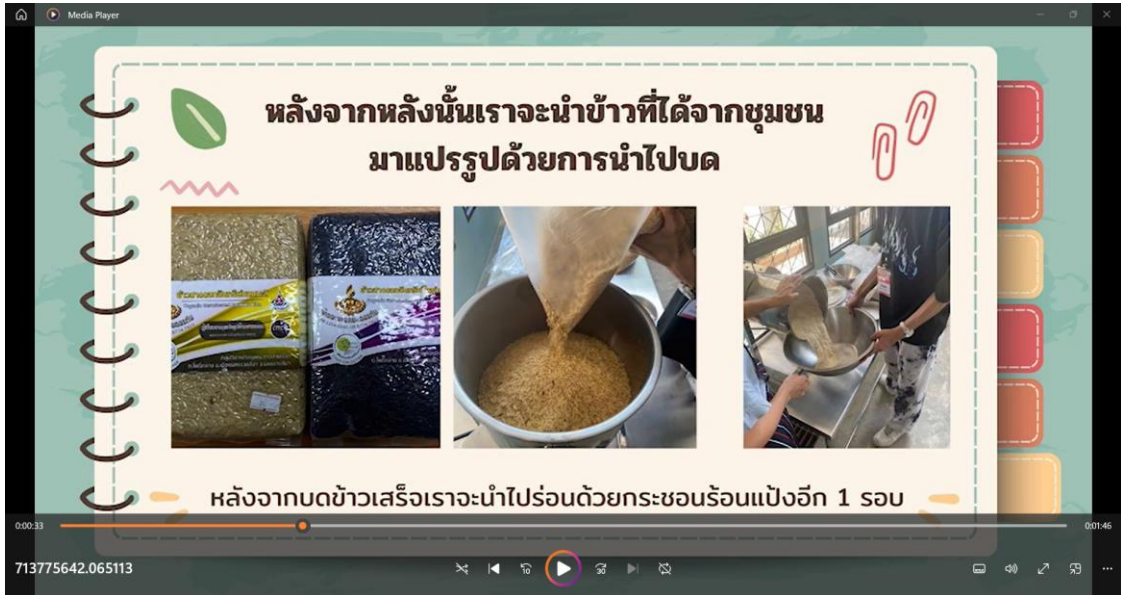 Media Player
หลังจากหลังนั้นเราจะนำข้าวที่ได้จากชุมชน
มาแปรรูปด้วยการนำไปบด
หลังจากบดข้าวเสร็จเราจะนำไปร่อนด้วยกระชอนร้อนแป้งอีก 1 รอบ
0:00:33
0:01:46
713775642.065113
10
30